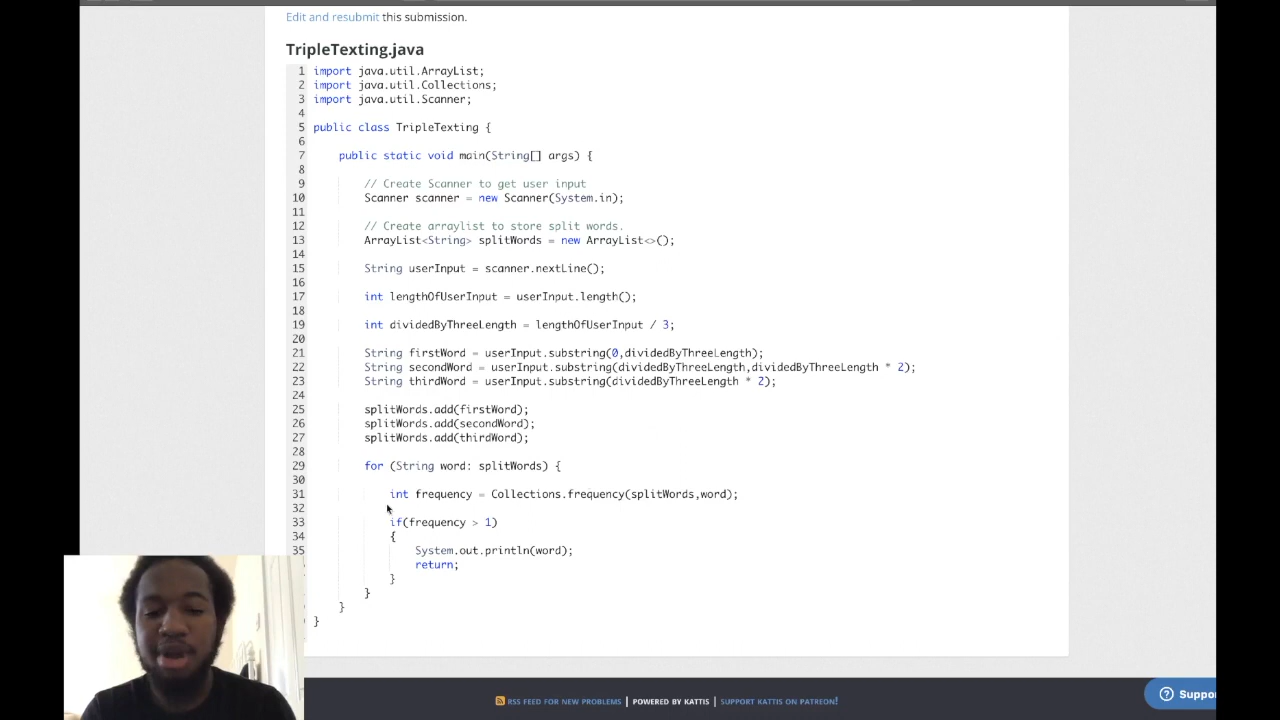 Edit and resubmit this submission.
TripleTexting.java
1 import java.util.ArrayList;
2 import java.util.Collections;
3 import java.util.Scanner;
4
5 public class TripleTexting {
6
7 public static void main(String[] args) {
8
9 // Create Scanner to get user input
10 Scanner scanner = new Scanner(System.in);
11
12 // Create arraylist to store split words.
13 ArrayList<String> splitWords = new ArrayList<>();
14
15 String userInput = scanner.nextLine();
16
17 int lengthOfUserInput = userInput.length();
18
19 int dividedByThreeLength = lengthOfUserInput / 3;
20
21 String firstWord = userInput.substring(0,dividedByThreeLength);
22 String secondWord = userInput.substring(dividedByThreeLength,dividedByThreeLength * 2);
23 String thirdWord = userInput.substring(dividedByThreeLength * 2);
24
25 splitWords.add(firstWord);
26 splitWords.add(secondWord);
27 splitWords.add(thirdWord);
28
29 for (String word: splitWords) {
30
31 int frequency = Collections.frequency(splitWords,word);
32
33 if(frequency > 1)
34 {
35 System.out.println(word);
return;
}
}
}
}
RSS FEED FOR NEW PROBLEMS | POWERED BY KATTIS | SUPPORT KATTIS ON PATREON!